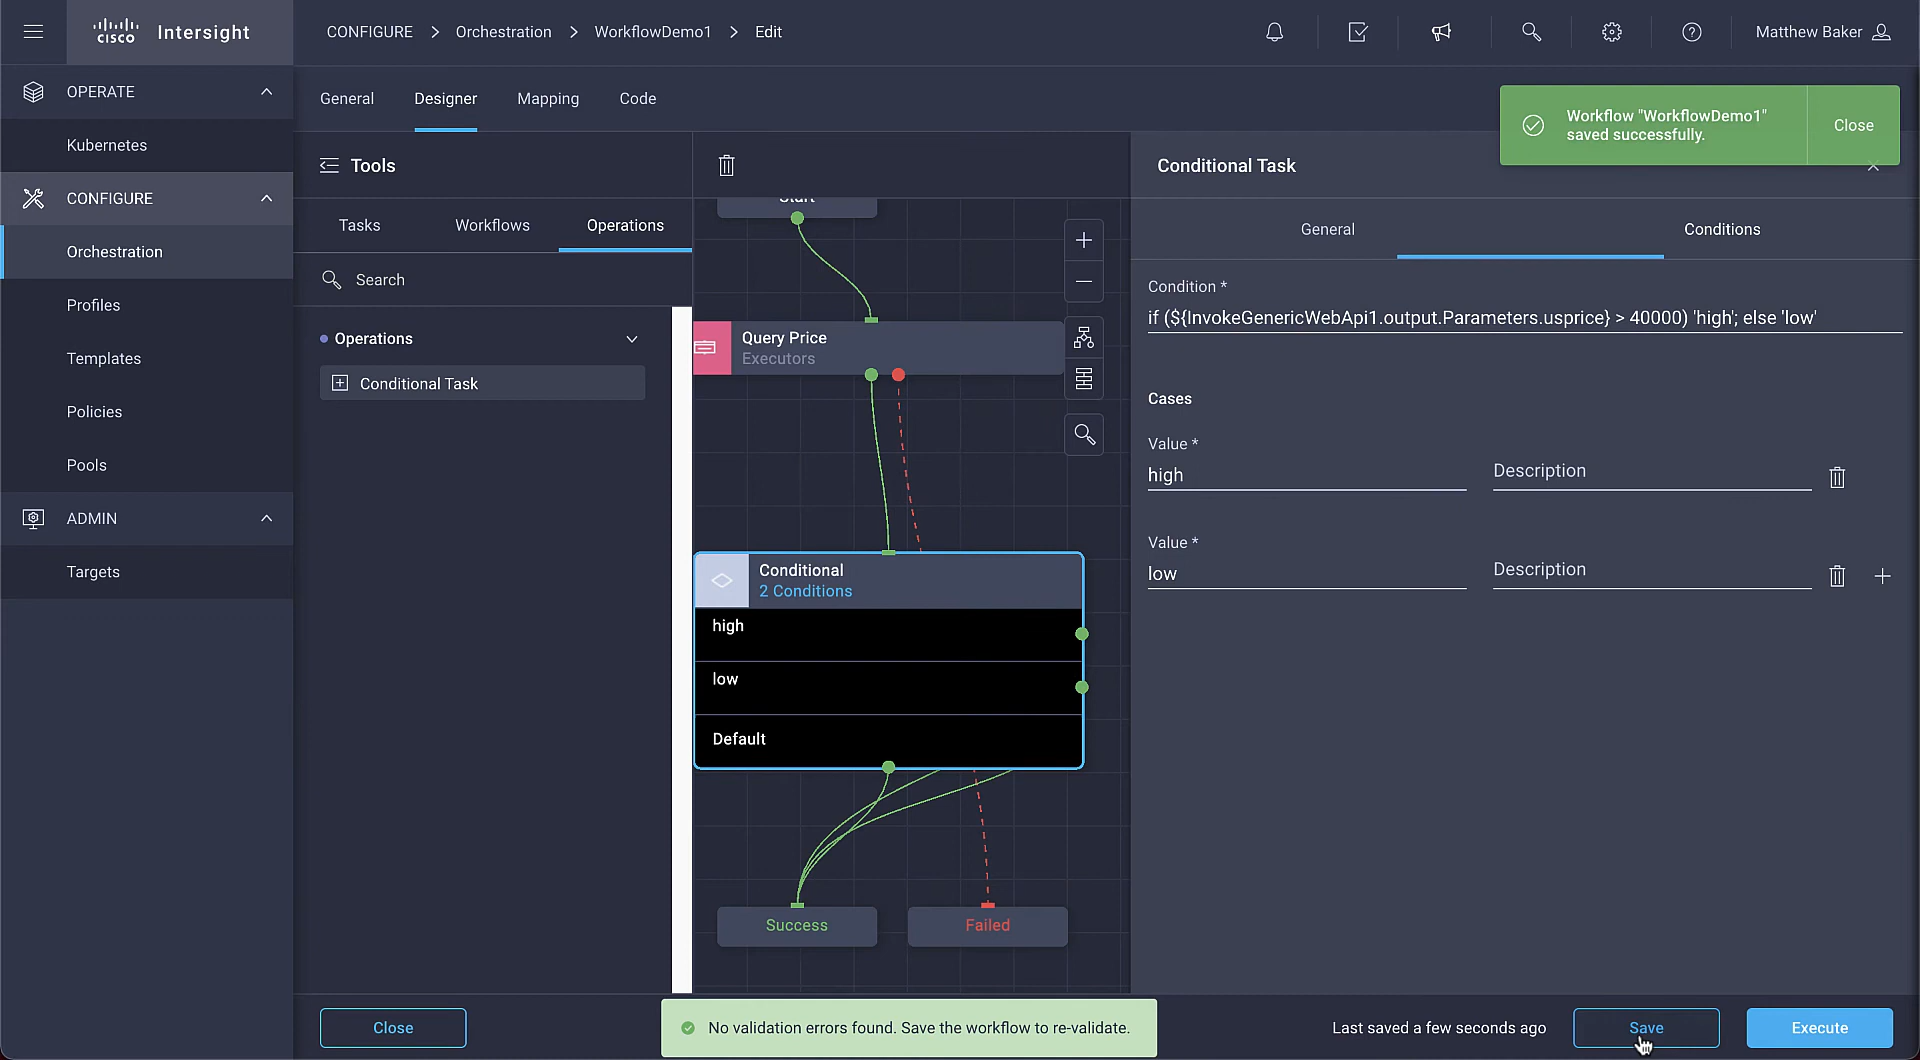 CISCO Intersight
CONFIGURE > Orchestration > WorkflowDemo1 > Edit
Matthew Baker
OPERATE
Kubernetes
CONFIGURE
Orchestration
Profiles
Templates
Policies
Pools
ADMIN
Targets
General Designer Mapping Code
Workflow "WorkflowDemo1"
saved successfully.
Close
Tools
Tasks Workflows Operations
Search
Operations
Conditional Task
Start
Query Price
Executors
Conditional
2 Conditions
high
low
Default
Success
Failed
Conditional Task
General Conditions
Condition *
if (${InvokeGenericWebApi1.output.Parameters.usprice} > 40000) 'high'; else 'low'
Cases
Value *
high Description
Value *
low Description
Close
No validation errors found. Save the workflow to re-validate.
Last saved a few seconds ago
Save
Execute